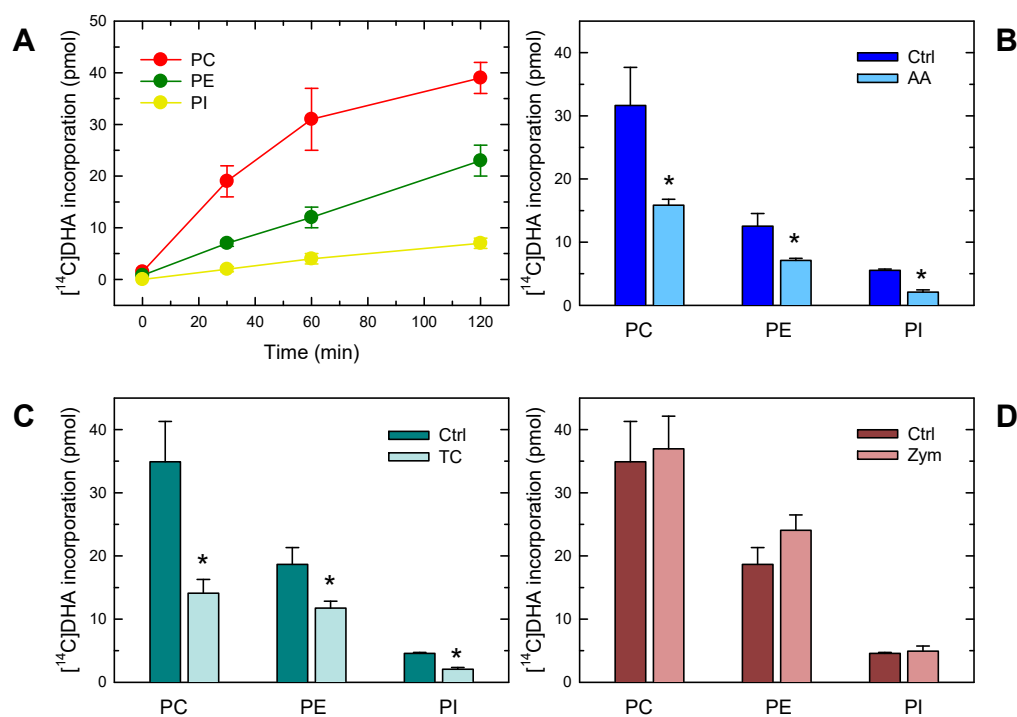 A
[¹⁴C]DHA incorporation (pmol)
50
40
30
20
10
0
PC
PE
PI
0
20
40
60
80
100
120
Time (min)
B
[¹⁴C]DHA incorporation (pmol)
40
30
20
10
0
Ctrl
AA
*
*
*
PC
PE
PI
C
[¹⁴C]DHA incorporation (pmol)
40
30
20
10
0
Ctrl
TC
*
*
*
PC
PE
PI
D
[¹⁴C]DHA incorporation (pmol)
40
30
20
10
0
Ctrl
Zym
PC
PE
PI